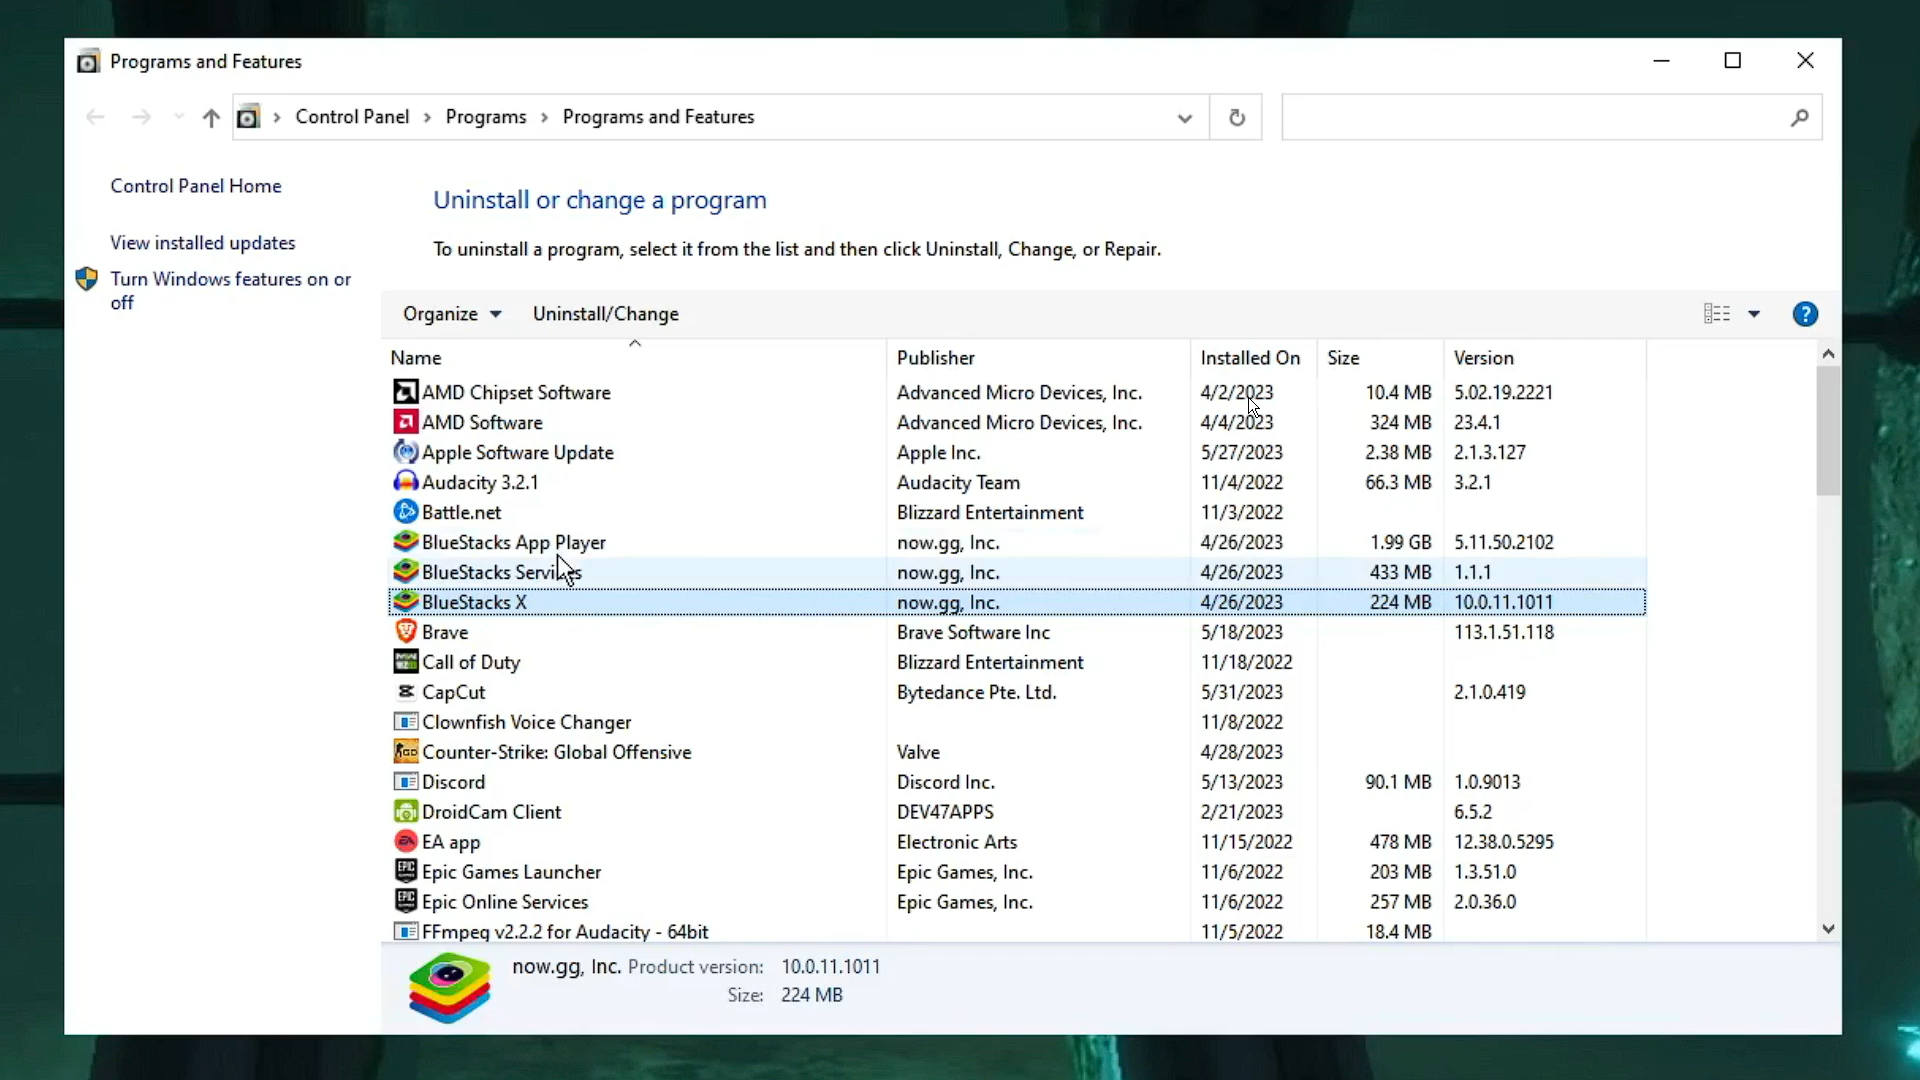 Programs and Features
Control Panel > Programs > Programs and Features
Control Panel Home
View installed updates
Turn Windows features on or
off
Uninstall or change a program
To uninstall a program, select it from the list and then click Uninstall, Change, or Repair.
Organize Uninstall/Change ?
Name Publisher Installed On Size Version
AMD Chipset Software Advanced Micro Devices, Inc. 4/2/2023 10.4 MB 5.02.19.2221
AMD Software Advanced Micro Devices, Inc. 4/4/2023 324 MB 23.4.1
Apple Software Update Apple Inc. 5/27/2023 2.38 MB 2.1.3.127
Audacity 3.2.1 Audacity Team 11/4/2022 66.3 MB 3.2.1
Battle.net Blizzard Entertainment 11/3/2022
BlueStacks App Player now.gg, Inc. 4/26/2023 1.99 GB 5.11.50.2102
BlueStacks Services now.gg, Inc. 4/26/2023 433 MB 1.1.1
BlueStacks X now.gg, Inc. 4/26/2023 224 MB 10.0.11.1011
Brave Brave Software Inc 5/18/2023 113.1.51.118
Call of Duty Blizzard Entertainment 11/18/2022
CapCut Bytedance Pte. Ltd. 5/31/2023 2.1.0.419
Clownfish Voice Changer 11/8/2022
Counter-Strike: Global Offensive Valve 4/28/2023
Discord Discord Inc. 5/13/2023 90.1 MB 1.0.9013
DroidCam Client DEV47APPS 2/21/2023 6.5.2
EA app Electronic Arts 11/15/2022 478 MB 12.38.0.5295
Epic Games Launcher Epic Games, Inc. 11/6/2022 203 MB 1.3.51.0
Epic Online Services Epic Games, Inc. 11/6/2022 257 MB 2.0.36.0
FFmpeg v2.2.2 for Audacity - 64bit 11/5/2022 18.4 MB
now.gg, Inc. Product version: 10.0.11.1011
Size: 224 MB